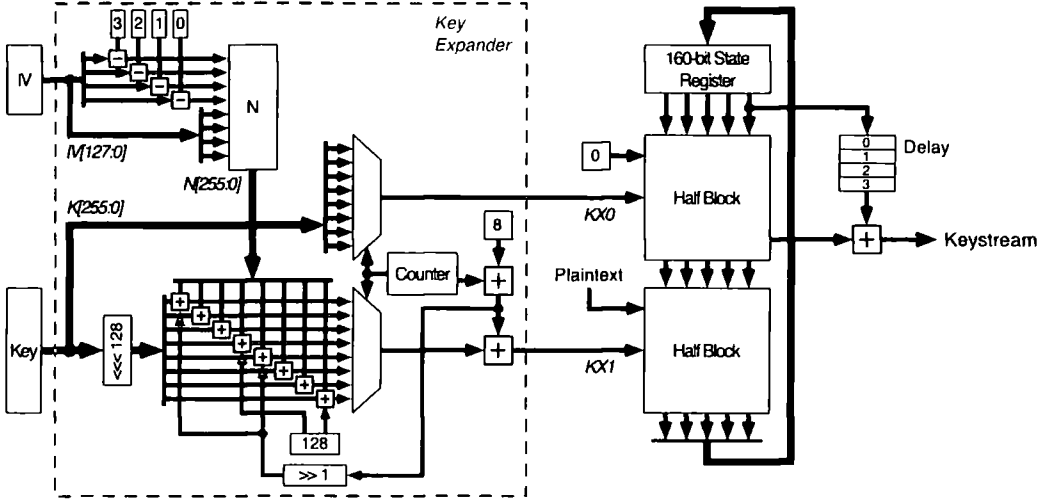 3 2 1 0
Key
Expander
IV
−
−
−
−
N
IV[127:0]
N[255:0]
K[255:0]
8
Counter
+
+
Key
<<< 128
+
+
+
+
+
+
+
+
128
>> 1
160-bit State
Register
0
Half Block
KX0
0
1
2
3
Delay
+
Keystream
Plaintext
Half Block
KX1